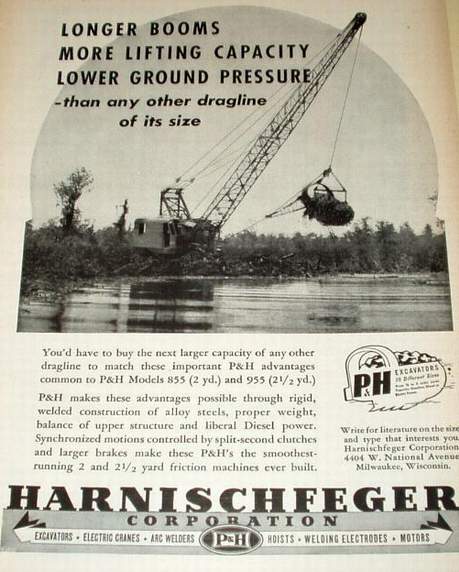 LONGER BOOMS
MORE LIFTING CAPACITY
LOWER GROUND PRESSURE
-than any other dragline
of its size
You'd have to buy the next larger capacity of any other
dragline to match these important P&H advantages
common to P&H Models 855 (2 yd.) and 955 (2 1/2 yd.)
P&H makes these advantages possible through rigid,
welded construction of alloy steels, proper weight,
balance of upper structure and liberal Diesel power.
Synchronized motions controlled by split-second clutches
and larger brakes make these P&H's the smoothest-
running 2 and 2 1/2 yard friction machines ever built.
P&H
EXCAVATORS
Write for literature on the size
and type that interests you.
Harnischfeger Corporation
4404 W. National Avenue
Milwaukee, Wisconsin.
HARNISCHFEGER
CORPORATION
EXCAVATORS • ELECTRIC CRANES • ARC WELDERS P&H HOISTS • WELDING ELECTRODES • MOTORS